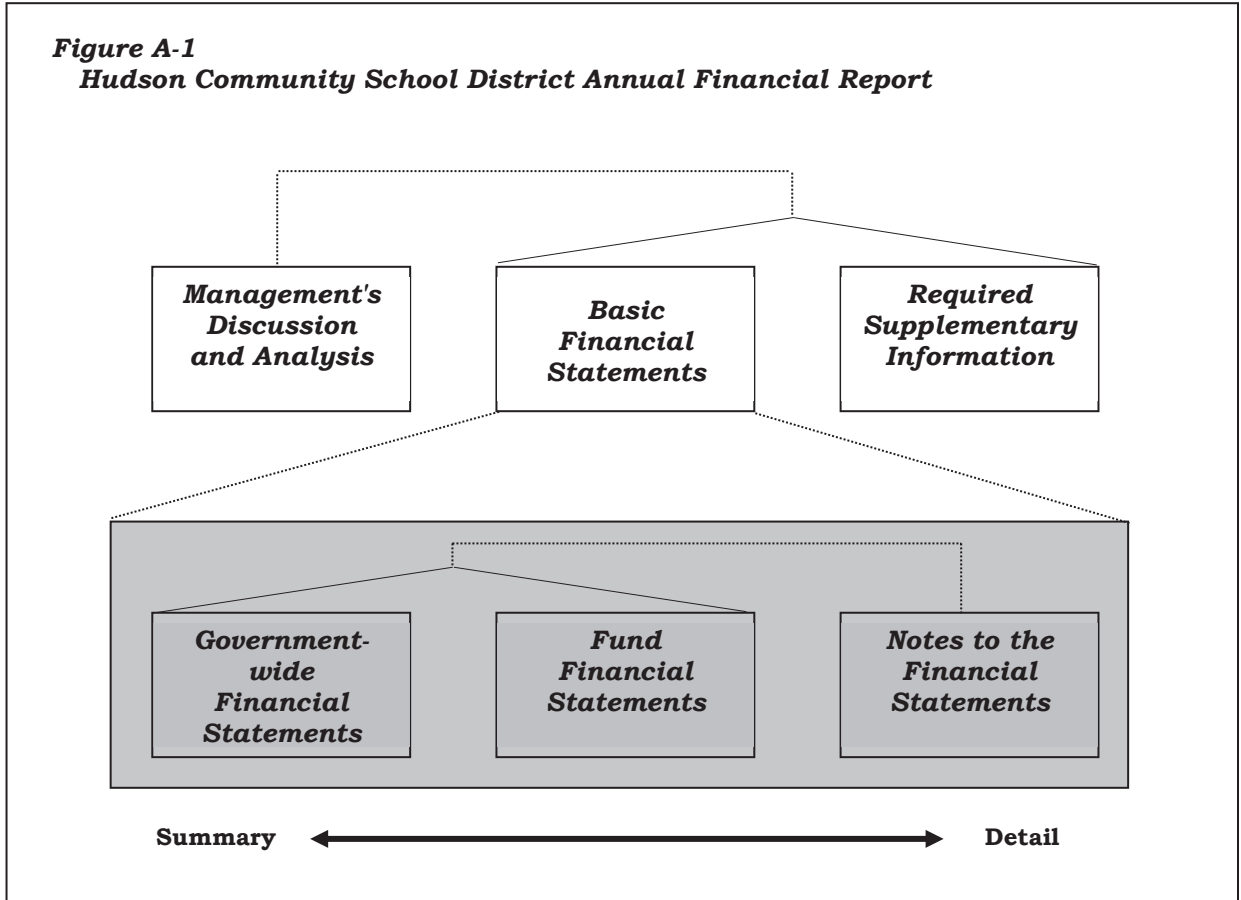 Figure A-1
Hudson Community School District Annual Financial Report
Management's
Discussion
and Analysis
Basic
Financial
Statements
Required
Supplementary
Information
Government-
wide
Financial
Statements
Fund
Financial
Statements
Notes to the
Financial
Statements
Summary
Detail